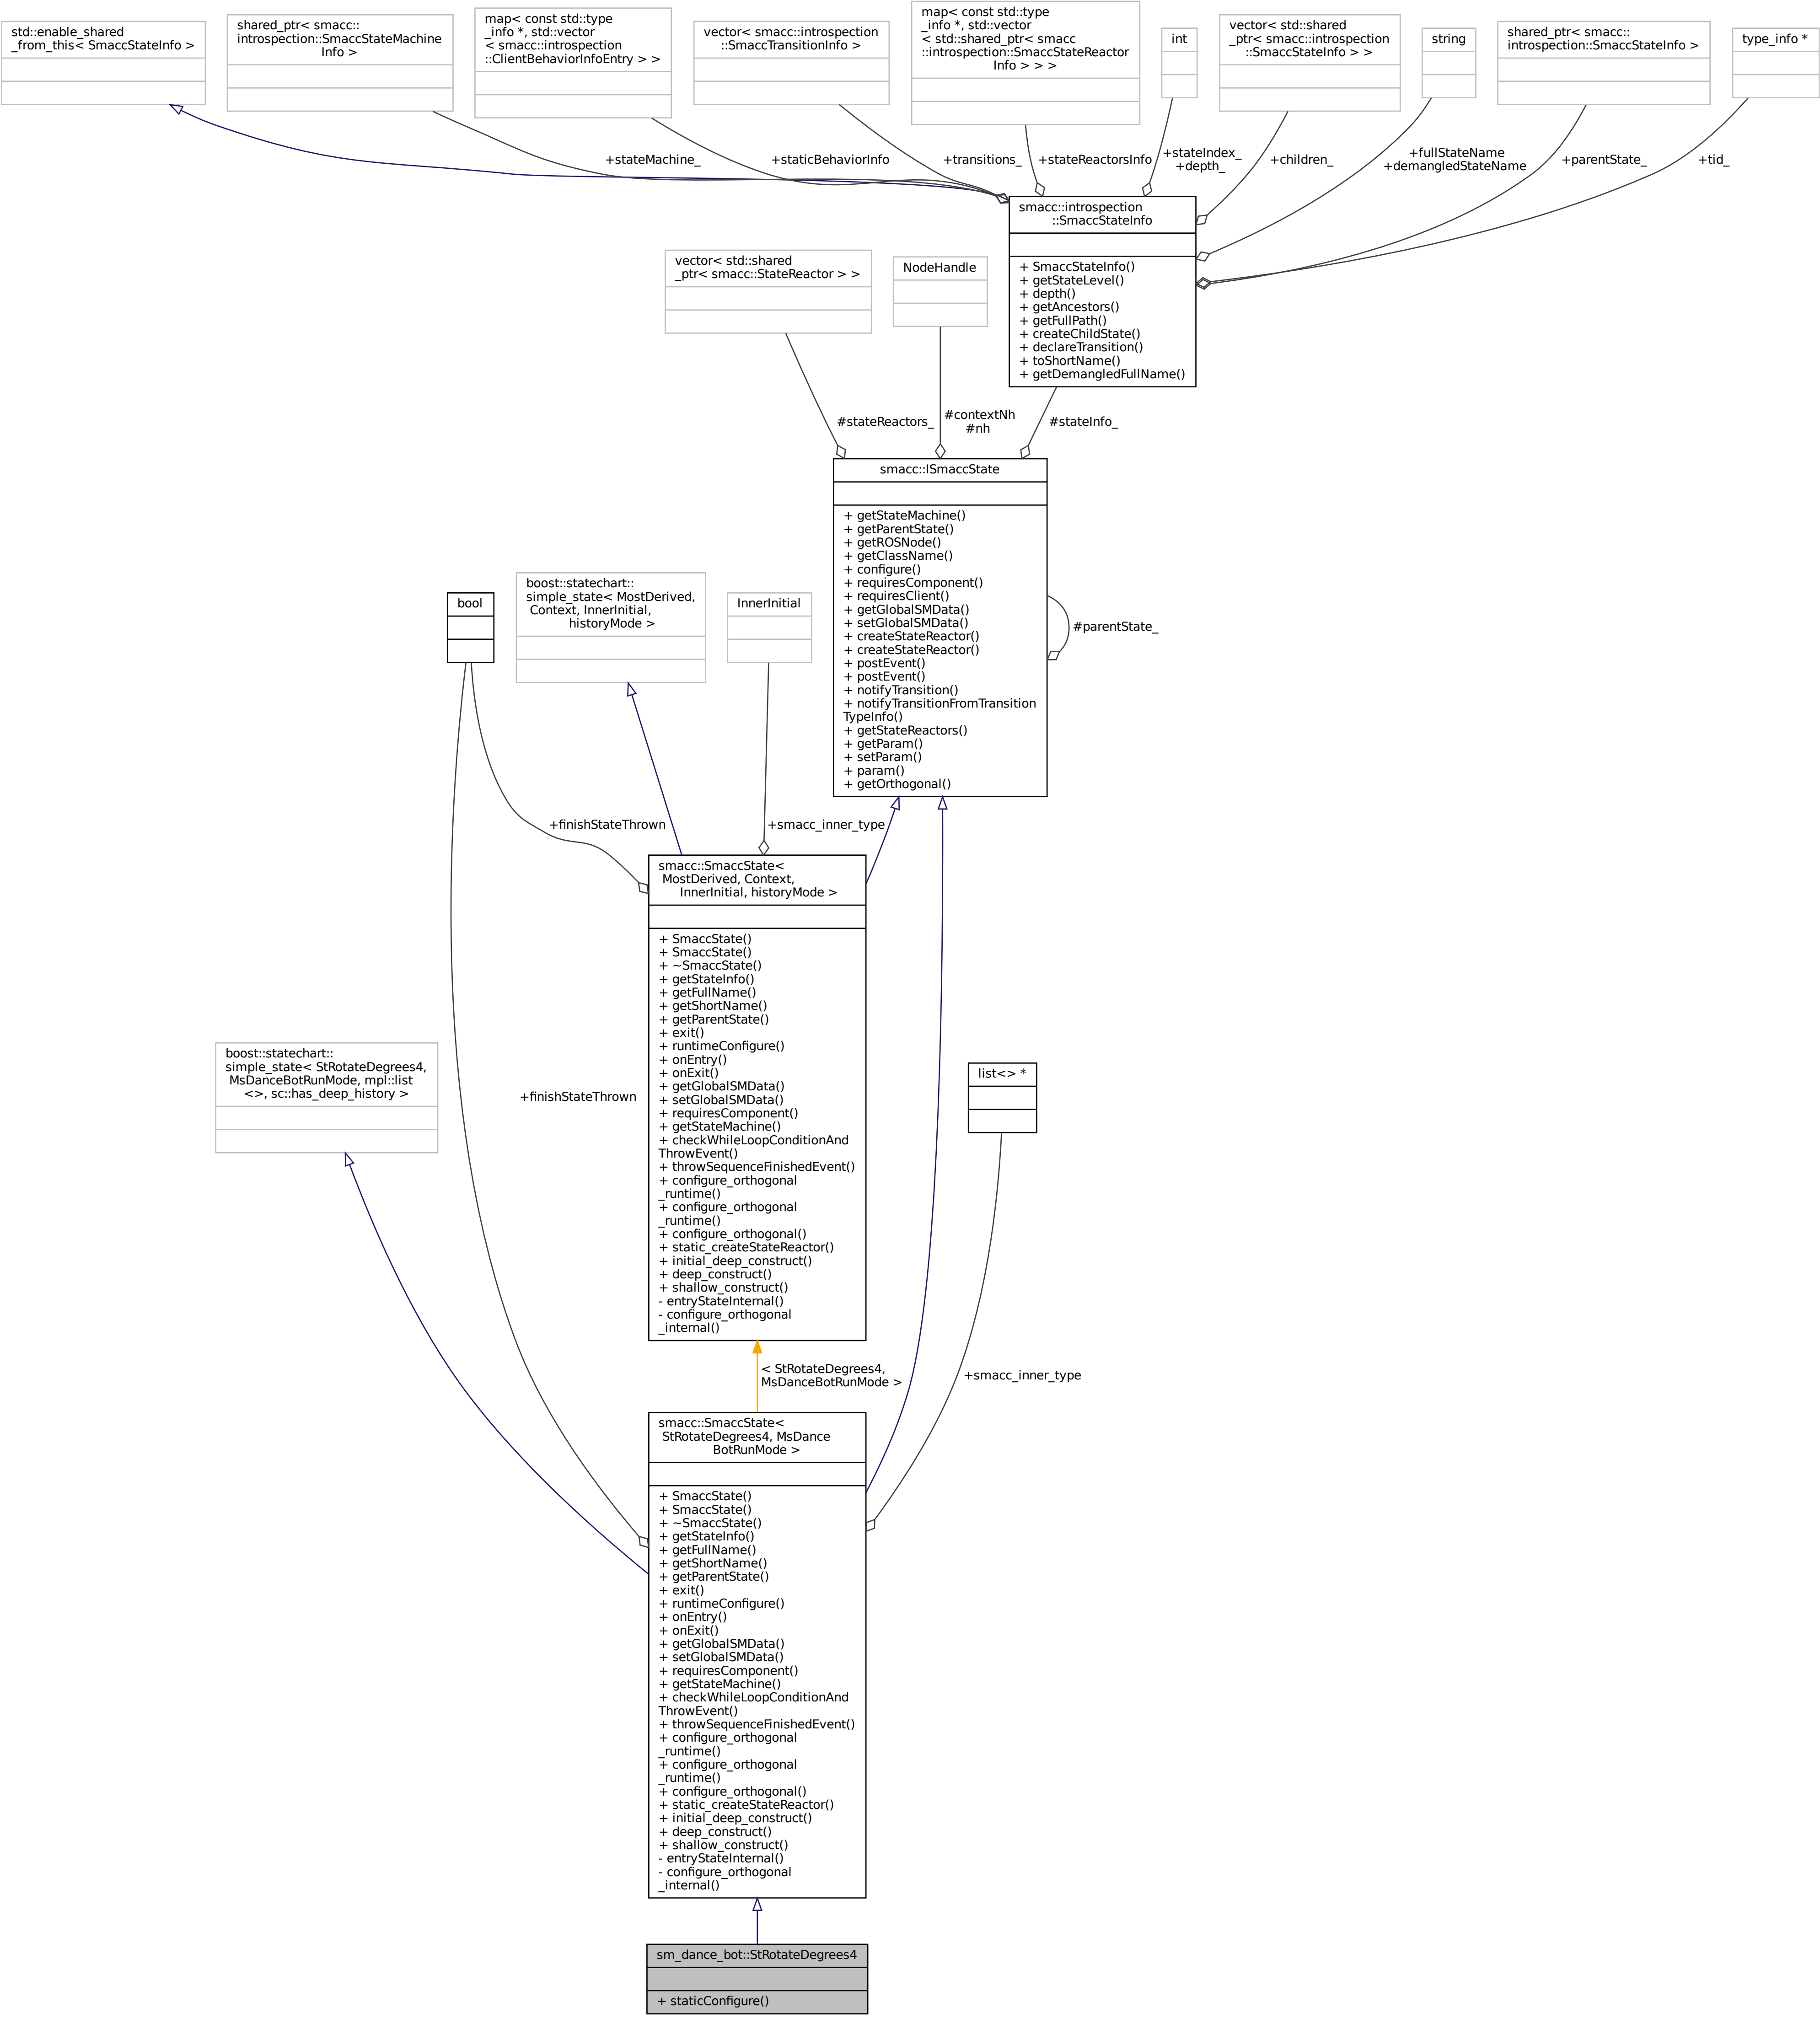 std::enable_shared
_from_this< SmaccStateInfo >
shared_ptr< smacc::
introspection::SmaccStateMachine
Info >
map< const std::type
_info *, std::vector
< smacc::introspection
::ClientBehaviorInfoEntry > >
vector< smacc::introspection
::SmaccTransitionInfo >
map< const std::type
_info *, std::vector
< std::shared_ptr< smacc
::introspection::SmaccStateReactor
Info > > >
int
vector< std::shared
_ptr< smacc::introspection
::SmaccStateInfo > >
string
shared_ptr< smacc::
introspection::SmaccStateInfo >
type_info *
+stateMachine_
+staticBehaviorInfo
+transitions_
+stateReactorsInfo
+stateIndex_
+depth_
+children_
+fullStateName
+demangledStateName
+parentState_
+tid_
smacc::introspection
::SmaccStateInfo
+ SmaccStateInfo()
+ getStateLevel()
+ depth()
+ getAncestors()
+ getFullPath()
+ createChildState()
+ declareTransition()
+ toShortName()
+ getDemangledFullName()
vector< std::shared
_ptr< smacc::StateReactor > >
NodeHandle
#stateReactors_
#contextNh
#nh
#stateInfo_
smacc::ISmaccState
+ getStateMachine()
+ getParentState()
+ getROSNode()
+ getClassName()
+ configure()
+ requiresComponent()
+ requiresClient()
+ getGlobalSMData()
+ setGlobalSMData()
+ createStateReactor()
+ createStateReactor()
+ postEvent()
+ postEvent()
+ notifyTransition()
+ notifyTransitionFromTransition
TypeInfo()
+ getStateReactors()
+ getParam()
+ setParam()
+ param()
+ getOrthogonal()
#parentState_
bool
boost::statechart::
simple_state< MostDerived,
Context, InnerInitial,
historyMode >
InnerInitial
+finishStateThrown
+smacc_inner_type
smacc::SmaccState<
MostDerived, Context,
InnerInitial, historyMode >
+ SmaccState()
+ SmaccState()
+ ~SmaccState()
+ getStateInfo()
+ getFullName()
+ getShortName()
+ getParentState()
+ exit()
+ runtimeConfigure()
+ onEntry()
+ onExit()
+ getGlobalSMData()
+ setGlobalSMData()
+ requiresComponent()
+ getStateMachine()
+ checkWhileLoopConditionAnd
ThrowEvent()
+ throwSequenceFinishedEvent()
+ configure_orthogonal
_runtime()
+ configure_orthogonal
_runtime()
+ configure_orthogonal()
+ static_createStateReactor()
+ initial_deep_construct()
+ deep_construct()
+ shallow_construct()
- entryStateInternal()
- configure_orthogonal
_internal()
boost::statechart::
simple_state< StRotateDegrees4,
MsDanceBotRunMode, mpl::list
<>, sc::has_deep_history >
+finishStateThrown
list<> *
< StRotateDegrees4,
MsDanceBotRunMode >
+smacc_inner_type
smacc::SmaccState<
StRotateDegrees4, MsDance
BotRunMode >
+ SmaccState()
+ SmaccState()
+ ~SmaccState()
+ getStateInfo()
+ getFullName()
+ getShortName()
+ getParentState()
+ exit()
+ runtimeConfigure()
+ onEntry()
+ onExit()
+ getGlobalSMData()
+ setGlobalSMData()
+ requiresComponent()
+ getStateMachine()
+ checkWhileLoopConditionAnd
ThrowEvent()
+ throwSequenceFinishedEvent()
+ configure_orthogonal
_runtime()
+ configure_orthogonal
_runtime()
+ configure_orthogonal()
+ static_createStateReactor()
+ initial_deep_construct()
+ deep_construct()
+ shallow_construct()
- entryStateInternal()
- configure_orthogonal
_internal()
sm_dance_bot::StRotateDegrees4
+ staticConfigure()